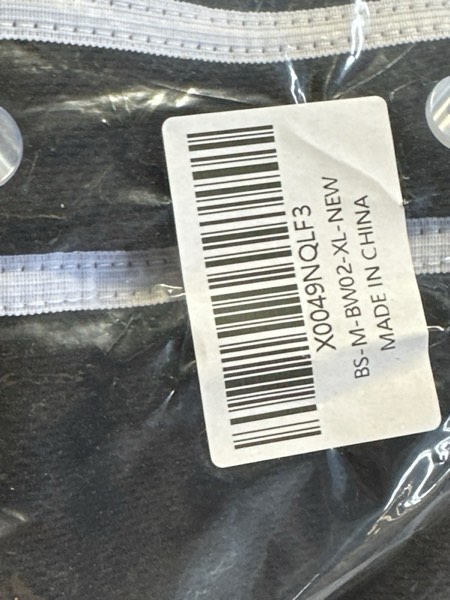 X0049NQLF3
BS-M-BW02-XL-NEW
MADE IN CHINA